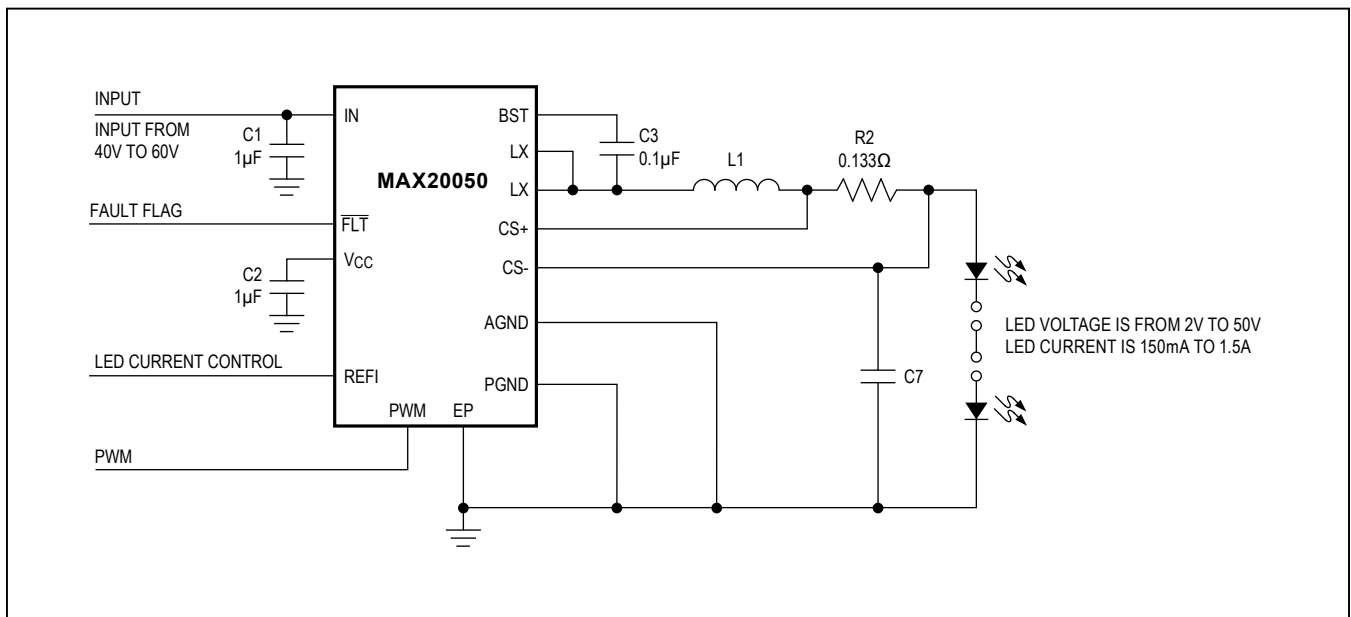 INPUT
INPUT FROM
40V TO 60V
C1
1µF
FAULT FLAG
C2
1µF
LED CURRENT CONTROL
PWM
IN
FLT
VCC
REFI
PWM
EP
MAX20050
BST
LX
LX
CS+
CS-
AGND
PGND
C3
0.1µF
L1
R2
0.133Ω
C7
LED VOLTAGE IS FROM 2V TO 50V
LED CURRENT IS 150mA TO 1.5A